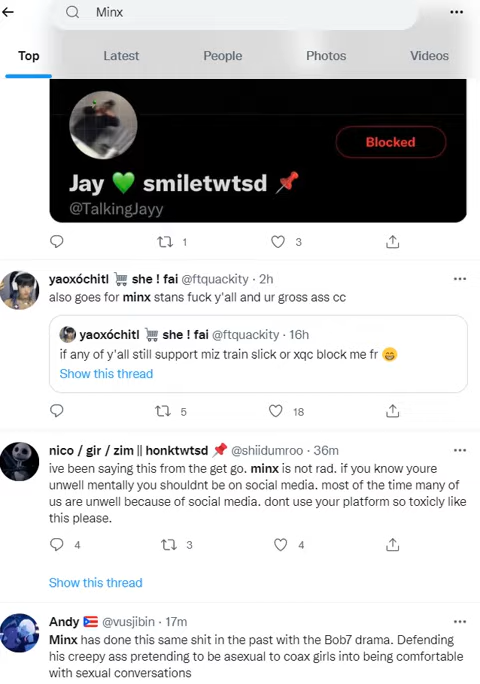 Minx
Top Latest People Photos Videos
Blocked
Jay 💚 smiletwtsd 📌
@TalkingJayy
1 3
yaoxóchitl 🛒 she ! fai @ftquackity · 2h
also goes for minx stans fuck y'all and ur gross ass cc
yaoxóchitl 🛒 she ! fai @ftquackity · 16h
if any of y'all still support miz train slick or xqc block me fr 😁
Show this thread
5 18
nico / gir / zim || honktwtsd 📌 @shiidumroo · 36m
ive been saying this from the get go. minx is not rad. if you know youre
unwell mentally you shouldnt be on social media. most of the time many of
us are unwell because of social media. dont use your platform so toxicly like
this please.
4 3 4
Show this thread
Andy 🇵🇷 @vusjibin · 17m
Minx has done this same shit in the past with the Bob7 drama. Defending
his creepy ass pretending to be asexual to coax girls into being comfortable
with sexual conversations